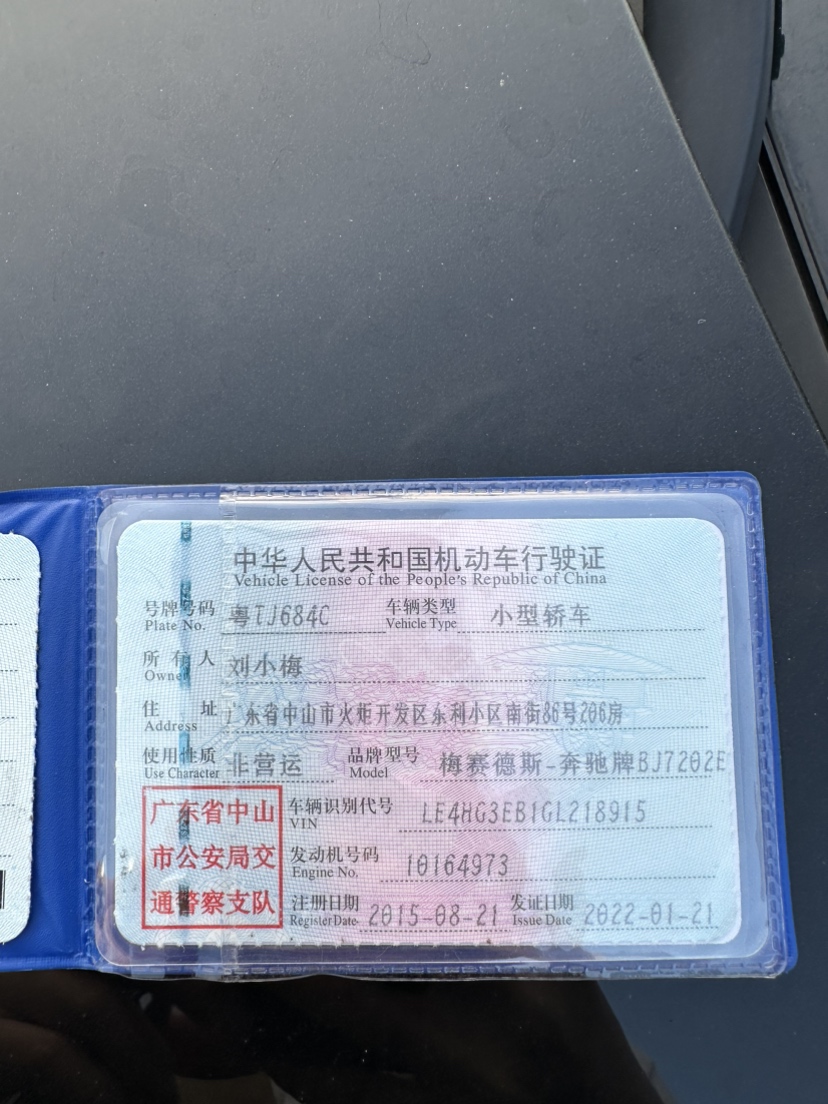 中华人民共和国机动车行驶证
Vehicle License of the People's Republic of China
号牌号码 粤TJ684C 车辆类型 小型轿车
Plate No. Vehicle Type
所有人 刘小梅
Owner
住址 广东省中山市火炬开发区东利小区南街86号206房
Address
使用性质 非营运 品牌型号 梅赛德斯-奔驰牌BJ7202E
Use Character Model
广东省中山
市公安局交
通警察支队
车辆识别代号 LE4HG3EB1GL218915
VIN
发动机号码 10164973
Engine No.
注册日期 2015-08-21 发证日期 2022-01-21
Register Date Issue Date